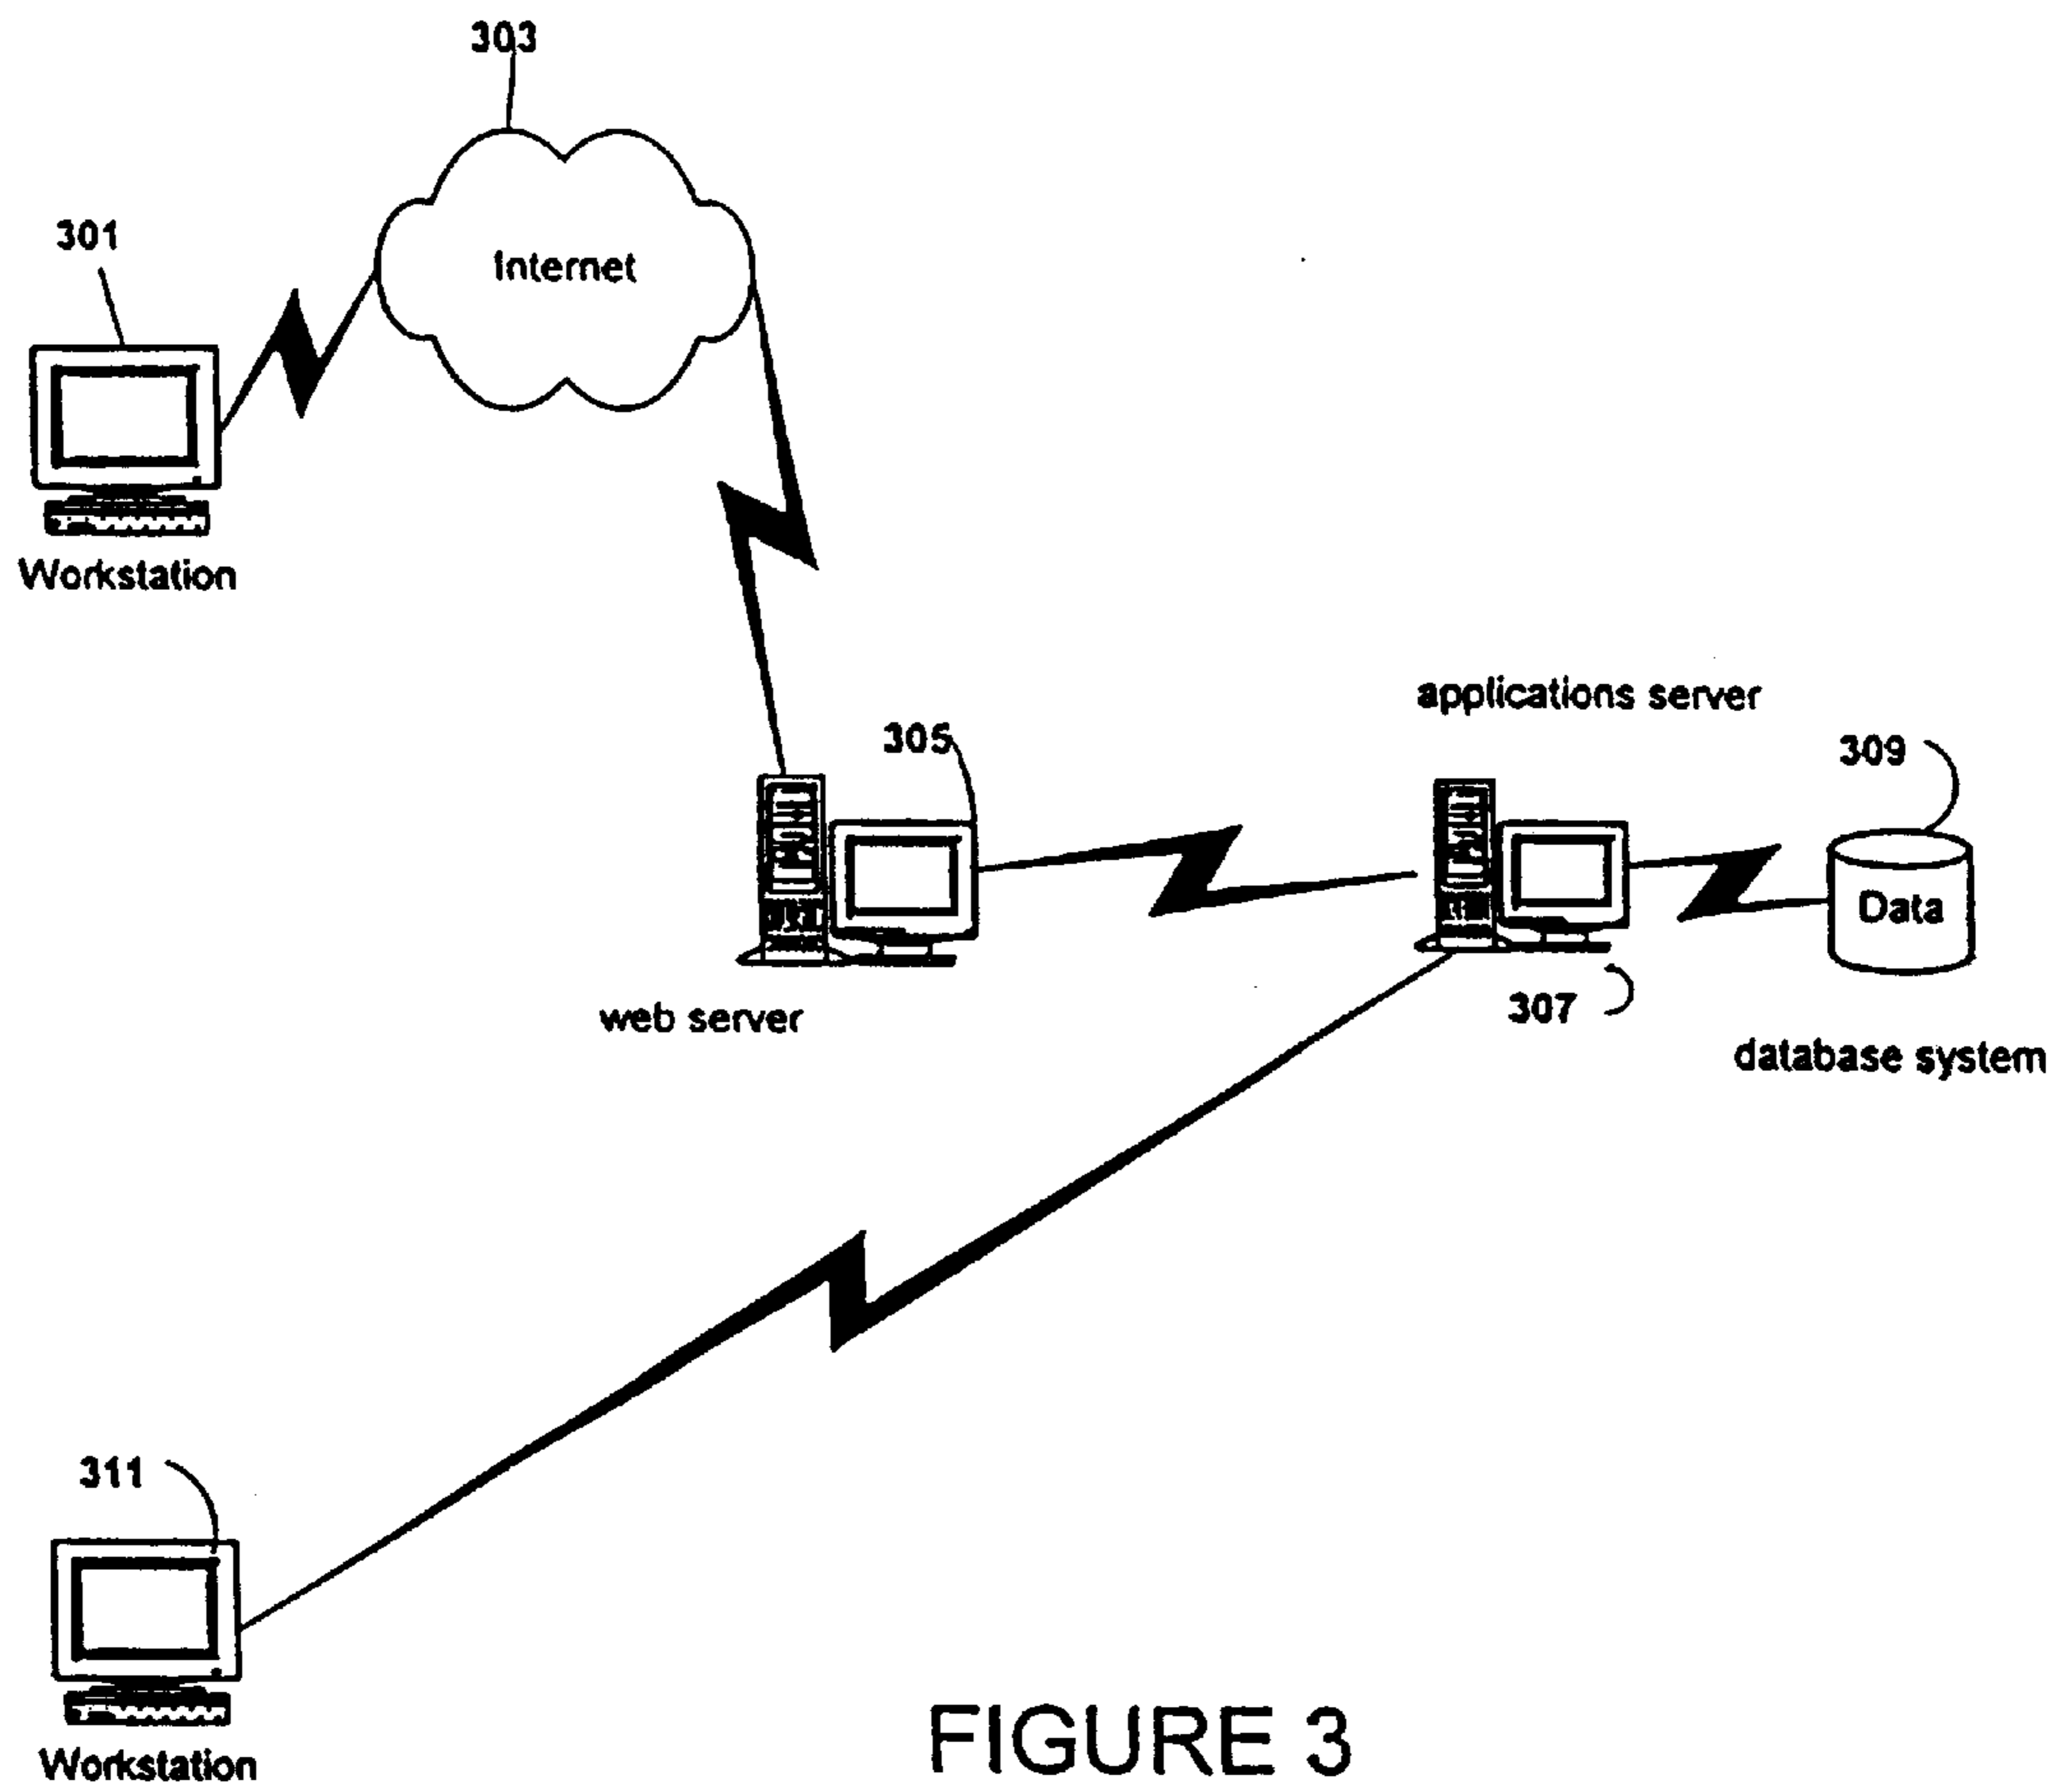 303
301
Internet
Workstation
applications server
305
309
Data
web server
307
database system
311
Workstation
FIGURE 3